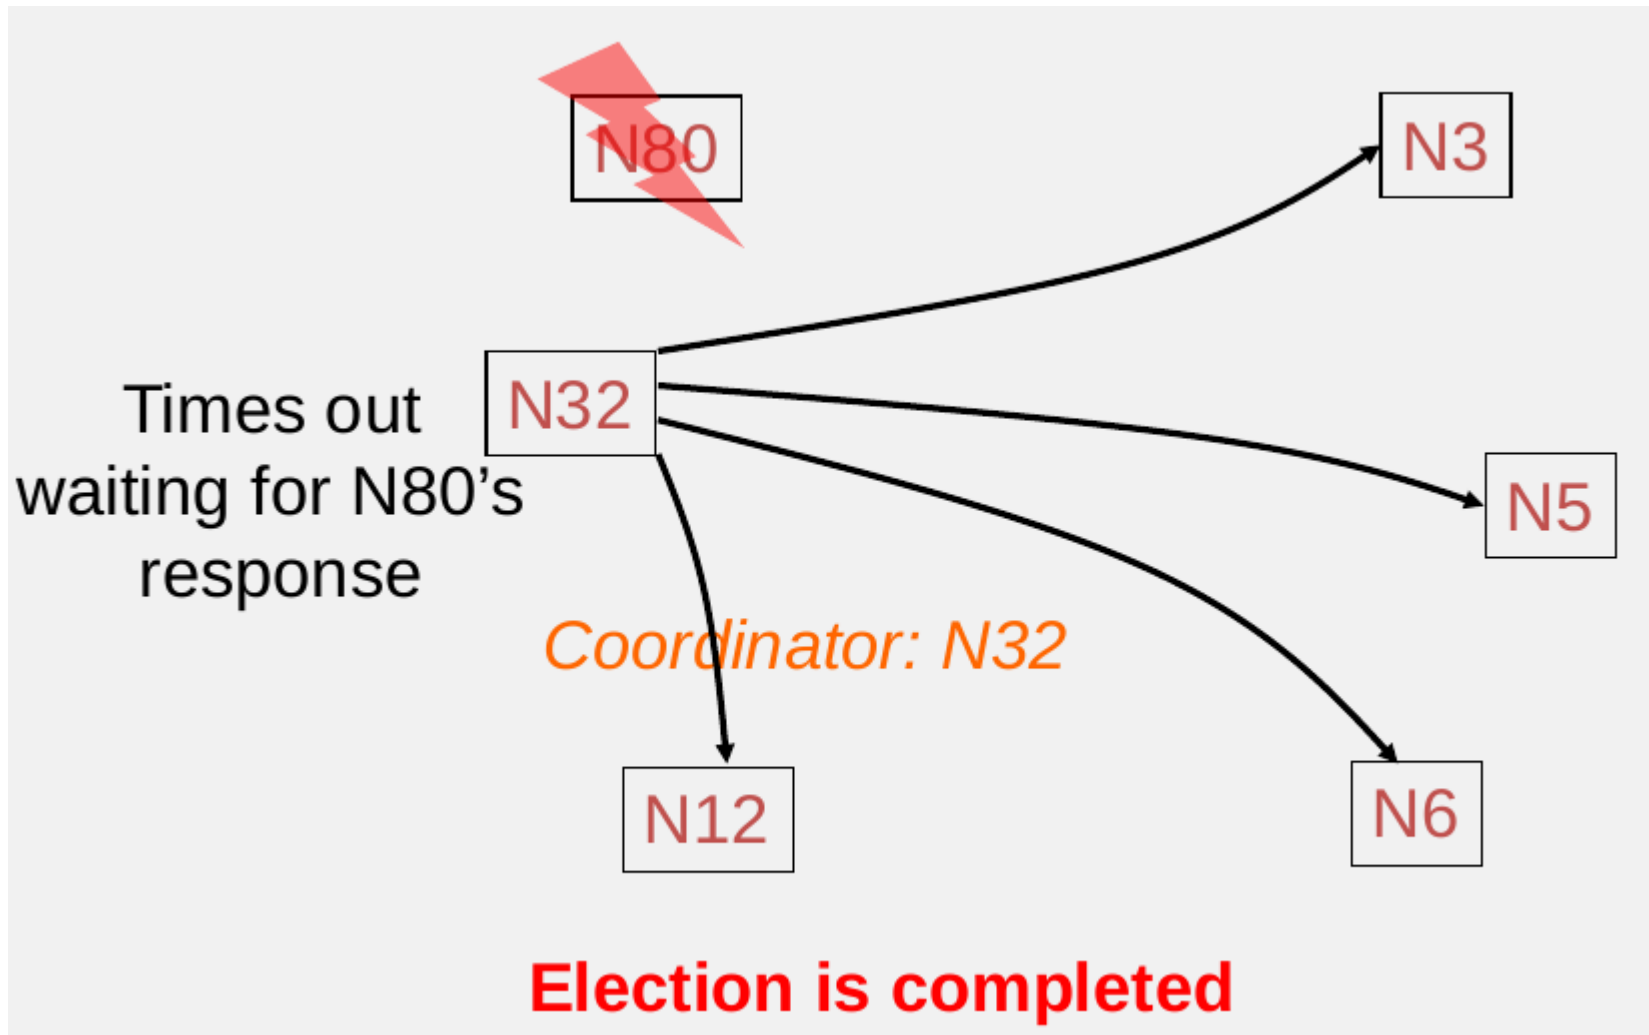 N80
N3
N32
Times out
waiting for N80’s
response
N5
Coordinator: N32
N12
N6
Election is completed